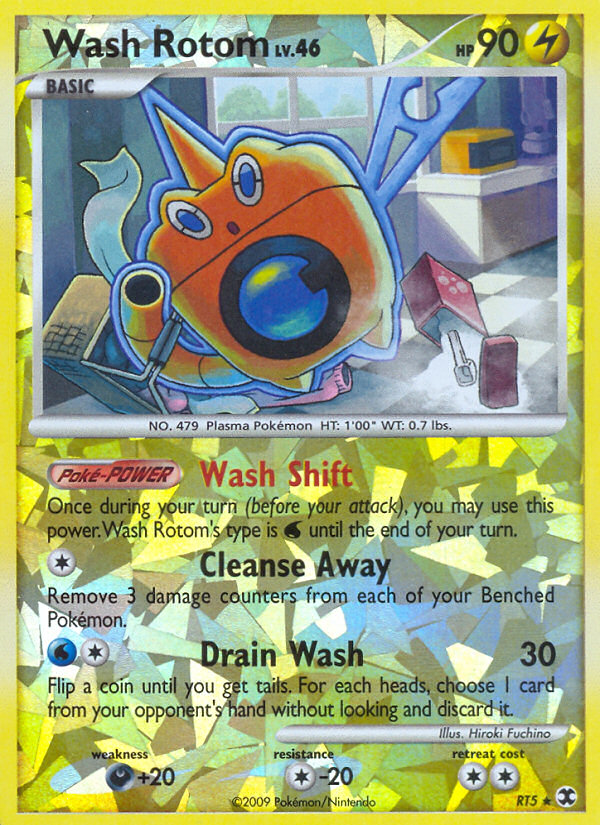 Wash Rotom LV.46 HP 90
BASIC
NO. 479 Plasma Pokémon HT: 1'00" WT: 0.7 lbs.
Poké-POWER Wash Shift
Once during your turn (before your attack), you may use this
power. Wash Rotom's type is until the end of your turn.
Cleanse Away
Remove 3 damage counters from each of your Benched
Pokémon.
Drain Wash 30
Flip a coin until you get tails. For each heads, choose 1 card
from your opponent's hand without looking and discard it.
Illus. Hiroki Fuchino
weakness resistance retreat cost
+20 -20
©2009 Pokémon/Nintendo RT5 ★